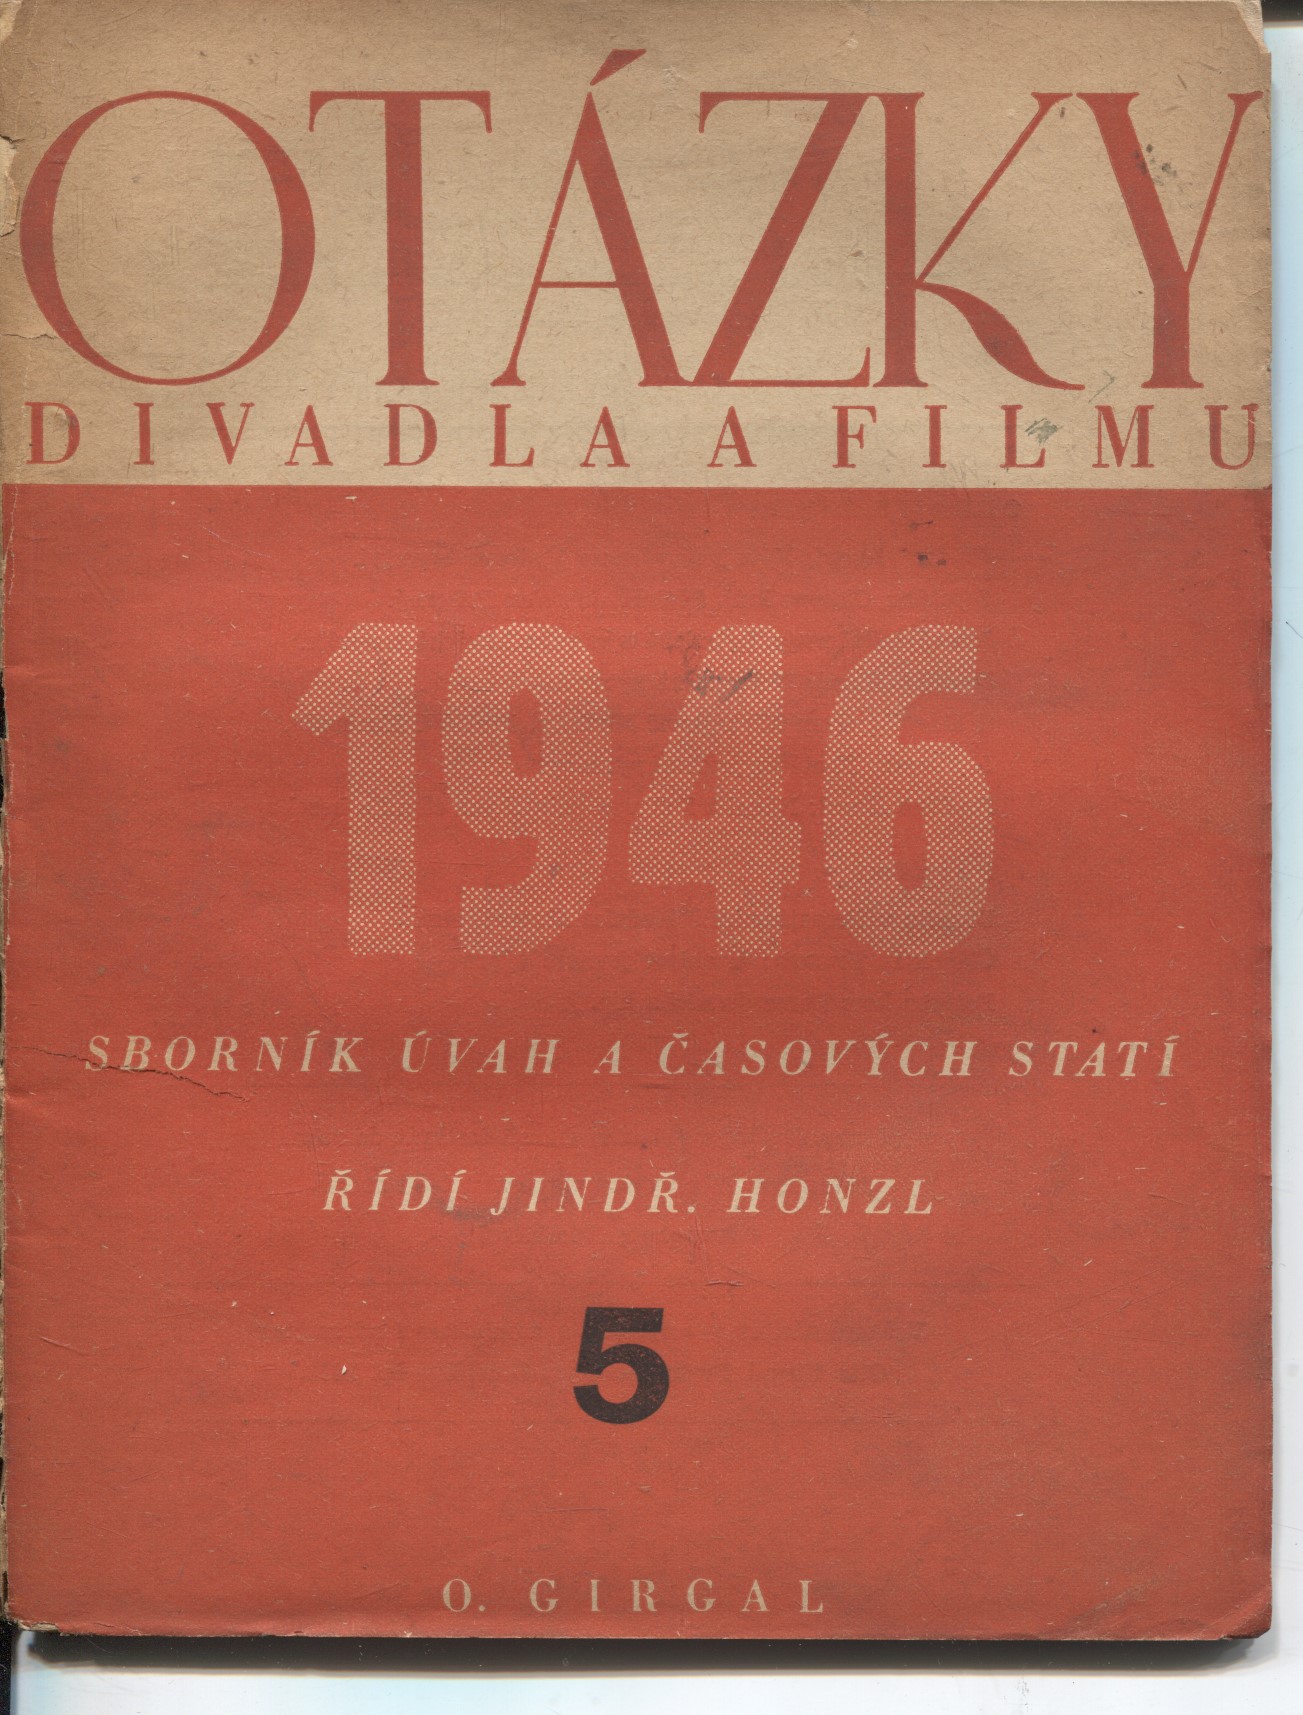 OTÁZKY
DIVADLA A FILMU
1946
SBORNÍK ÚVAH A ČASOVÝCH STATÍ
ŘÍDÍ JINDŘ. HONZL
5
O. GIRGAL